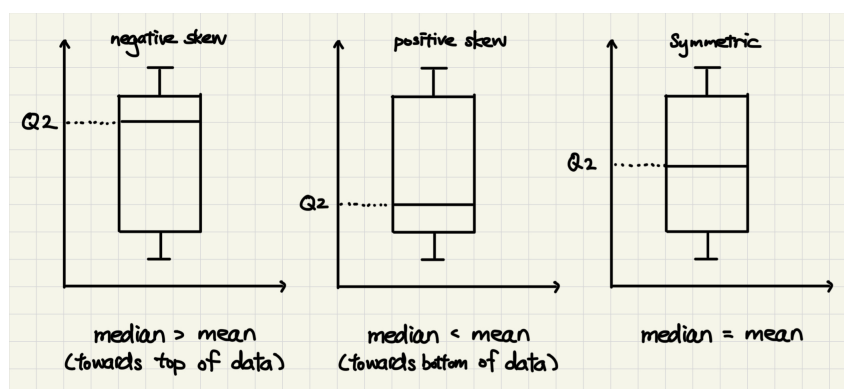 negative skew
Q2
median > mean
(towards top of data)
positive skew
Q2
median < mean
(towards bottom of data)
Symmetric
Q2
median = mean